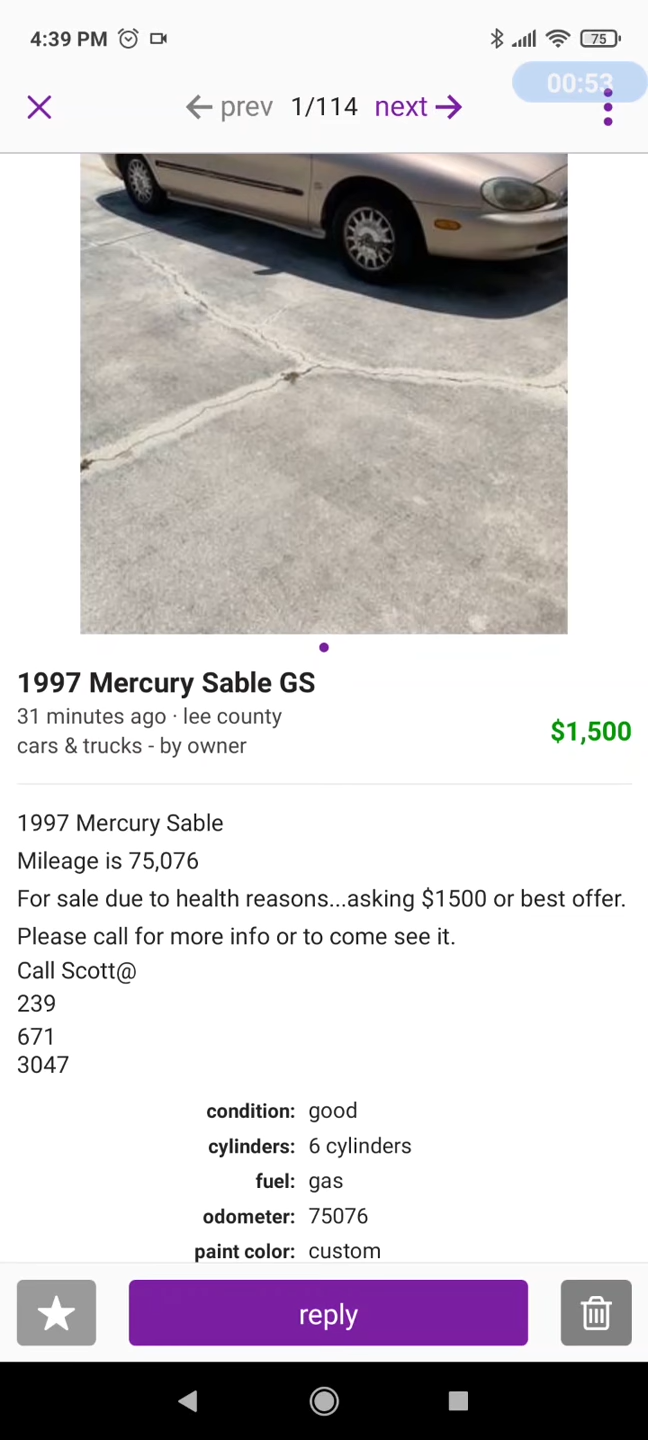 4:39 PM
75
00:53
prev 1/114 next
1997 Mercury Sable GS
31 minutes ago · lee county
cars & trucks - by owner
$1,500
1997 Mercury Sable
Mileage is 75,076
For sale due to health reasons...asking $1500 or best offer.
Please call for more info or to come see it.
Call Scott@
239
671
3047
condition: good
cylinders: 6 cylinders
fuel: gas
odometer: 75076
paint color: custom
reply